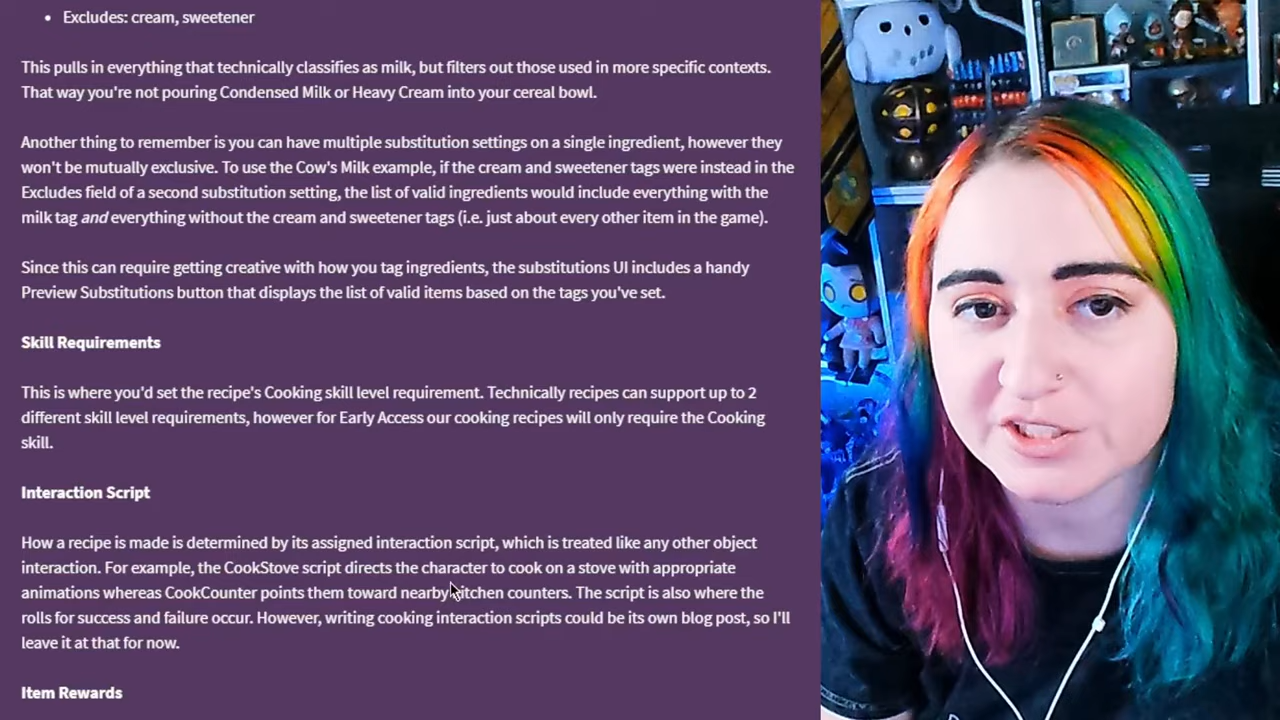 • Excludes: cream, sweetener
This pulls in everything that technically classifies as milk, but filters out those used in more specific contexts.
That way you're not pouring Condensed Milk or Heavy Cream into your cereal bowl.
Another thing to remember is you can have multiple substitution settings on a single ingredient, however they
won't be mutually exclusive. To use the Cow's Milk example, if the cream and sweetener tags were instead in the
Excludes field of a second substitution setting, the list of valid ingredients would include everything with the
milk tag and everything without the cream and sweetener tags (i.e. just about every other item in the game).
Since this can require getting creative with how you tag ingredients, the substitutions UI includes a handy
Preview Substitutions button that displays the list of valid items based on the tags you've set.
Skill Requirements
This is where you'd set the recipe's Cooking skill level requirement. Technically recipes can support up to 2
different skill level requirements, however for Early Access our cooking recipes will only require the Cooking
skill.
Interaction Script
How a recipe is made is determined by its assigned interaction script, which is treated like any other object
interaction. For example, the CookStove script directs the character to cook on a stove with appropriate
animations whereas CookCounter points them toward nearby kitchen counters. The script is also where the
rolls for success and failure occur. However, writing cooking interaction scripts could be its own blog post, so I'll
leave it at that for now.
Item Rewards